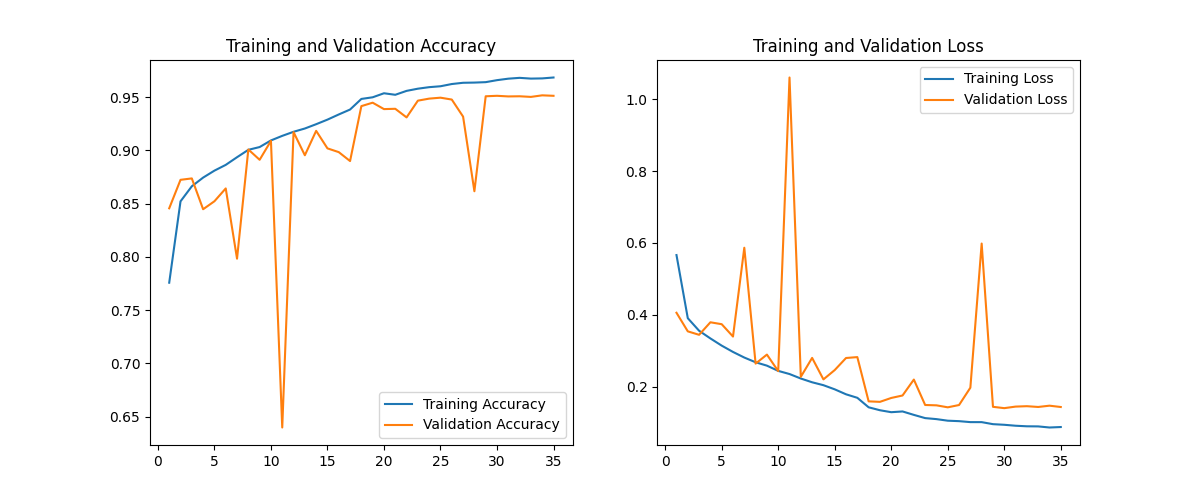 Training and Validation Accuracy
0.95
0.90
0.85
0.80
0.75
0.70
0.65
0 5 10 15 20 25 30 35
Training Accuracy
Validation Accuracy
Training and Validation Loss
1.0
0.8
0.6
0.4
0.2
0 5 10 15 20 25 30 35
Training Loss
Validation Loss